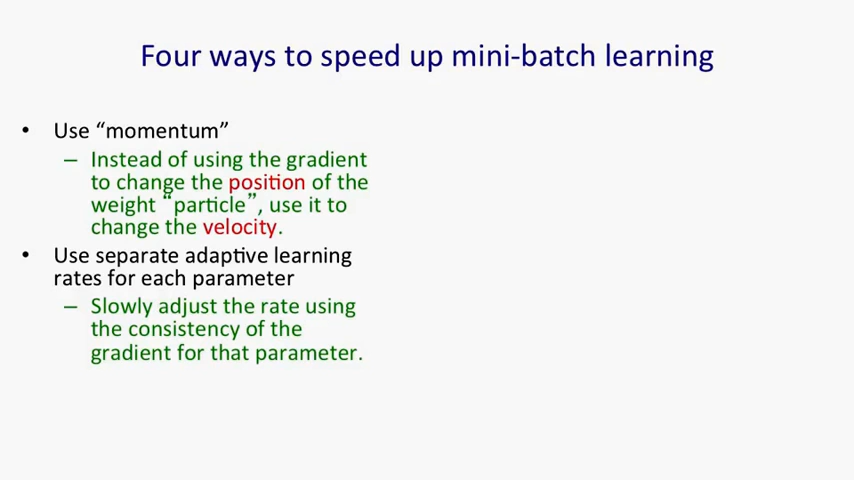 Four ways to speed up mini-batch learning
• Use “momentum”
– Instead of using the gradient
to change the position of the
weight “particle”, use it to
change the velocity.
• Use separate adaptive learning
rates for each parameter
– Slowly adjust the rate using
the consistency of the
gradient for that parameter.